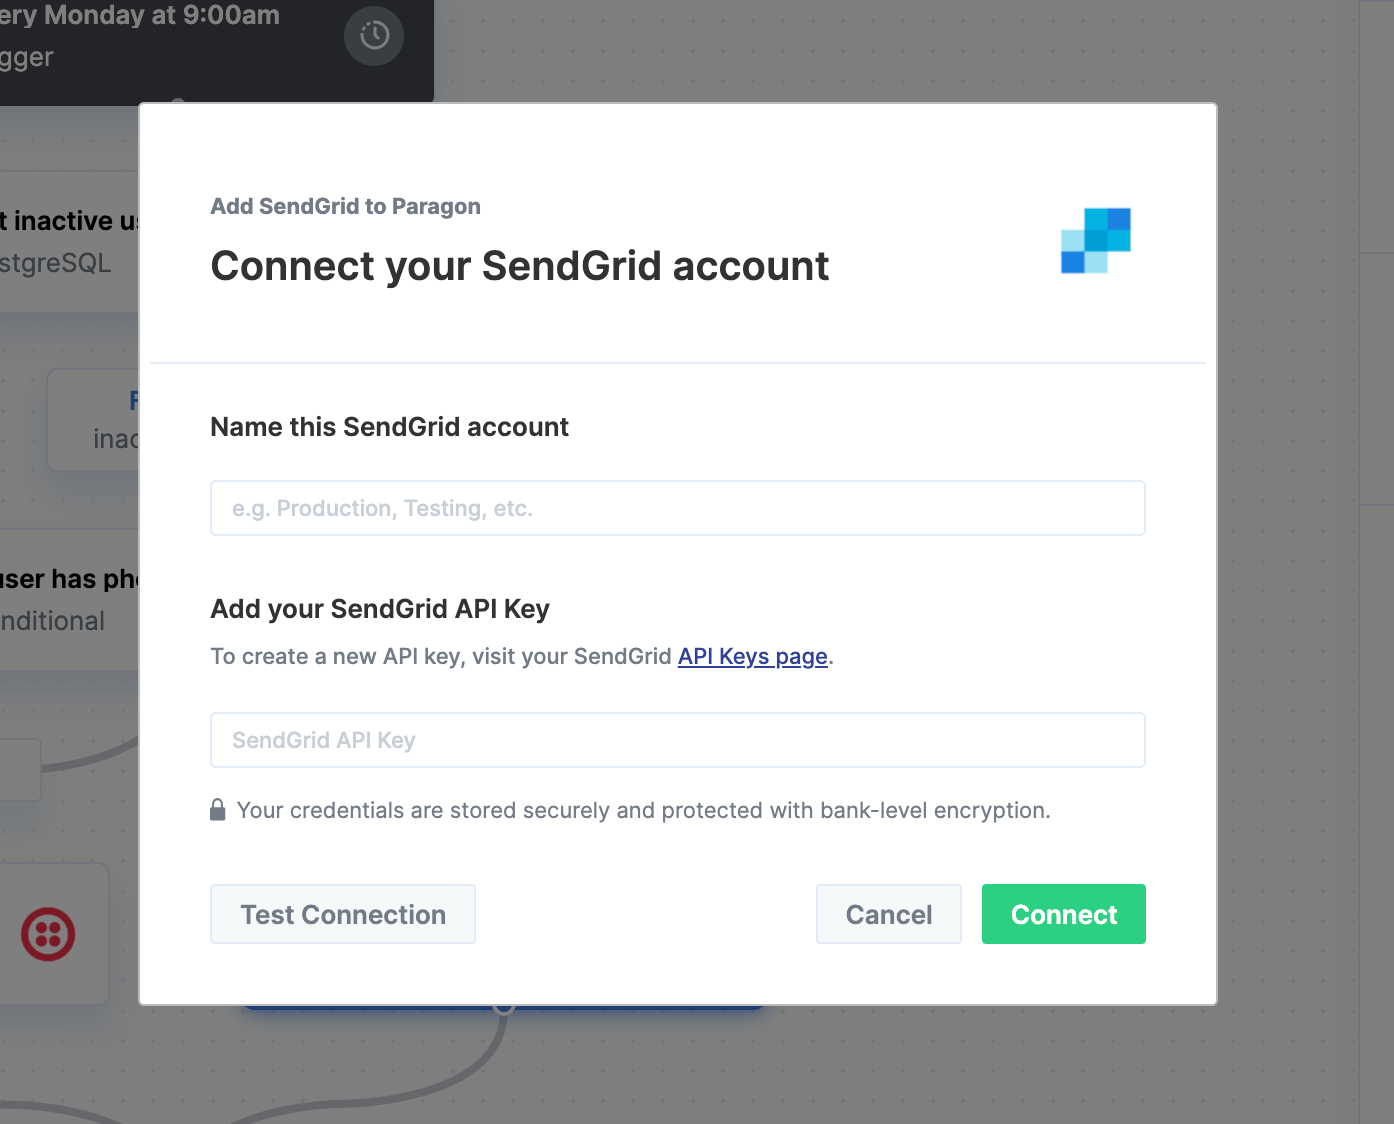 ery Monday at 9:00am
gger
t inactive us
stgreSQL
F
inac
user has pho
nditional
Add SendGrid to Paragon
Connect your SendGrid account
Name this SendGrid account
e.g. Production, Testing, etc.
Add your SendGrid API Key
To create a new API key, visit your SendGrid API Keys page.
SendGrid API Key
Your credentials are stored securely and protected with bank-level encryption.
Test Connection
Cancel
Connect